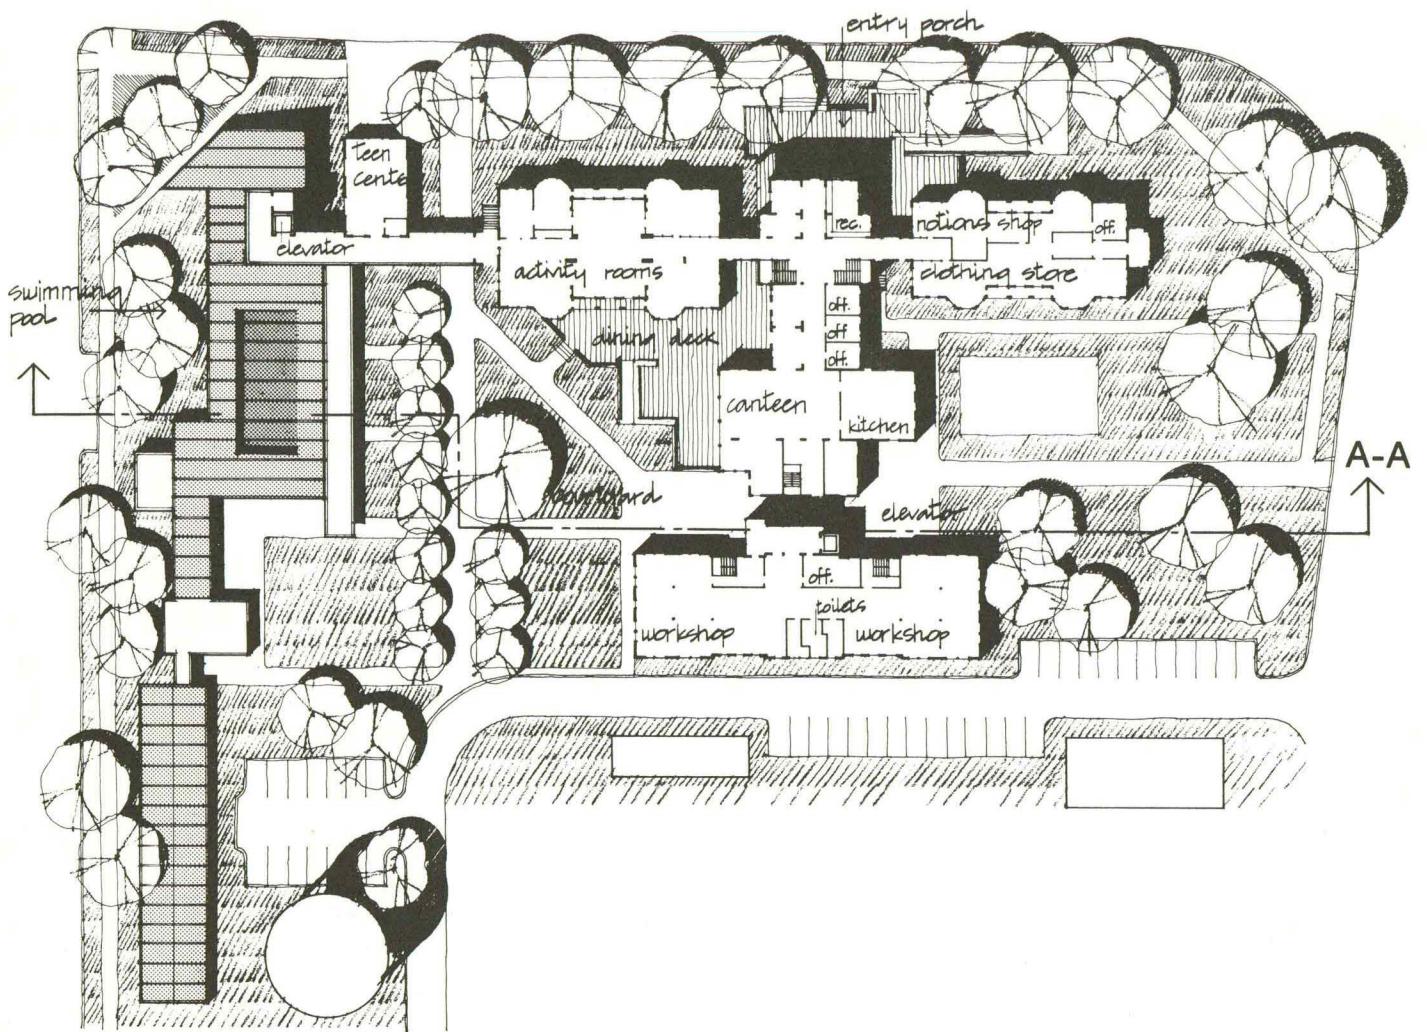 entry porch
teen
cente
rec.
notions shop
off.
elevator
activity rooms
clothing store
swimming
pool
off.
dining deck
off
off.
canteen
kitchen
A-A
courtyard
elevator
off.
toilets
workshop
workshop